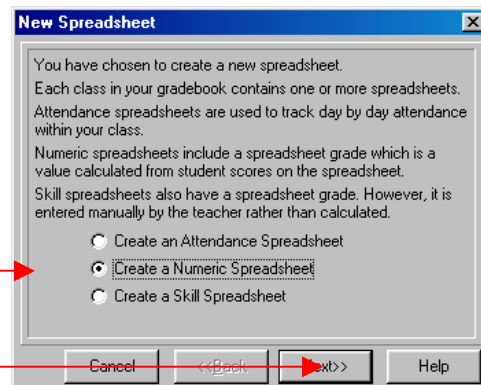 New Spreadsheet
You have chosen to create a new spreadsheet.
Each class in your gradebook contains one or more spreadsheets.
Attendance spreadsheets are used to track day by day attendance
within your class.
Numeric spreadsheets include a spreadsheet grade which is a
value calculated from student scores on the spreadsheet.
Skill spreadsheets also have a spreadsheet grade. However, it is
entered manually by the teacher rather than calculated.
Create an Attendance Spreadsheet
Create a Numeric Spreadsheet
Create a Skill Spreadsheet
Cancel <<Back Next>> Help